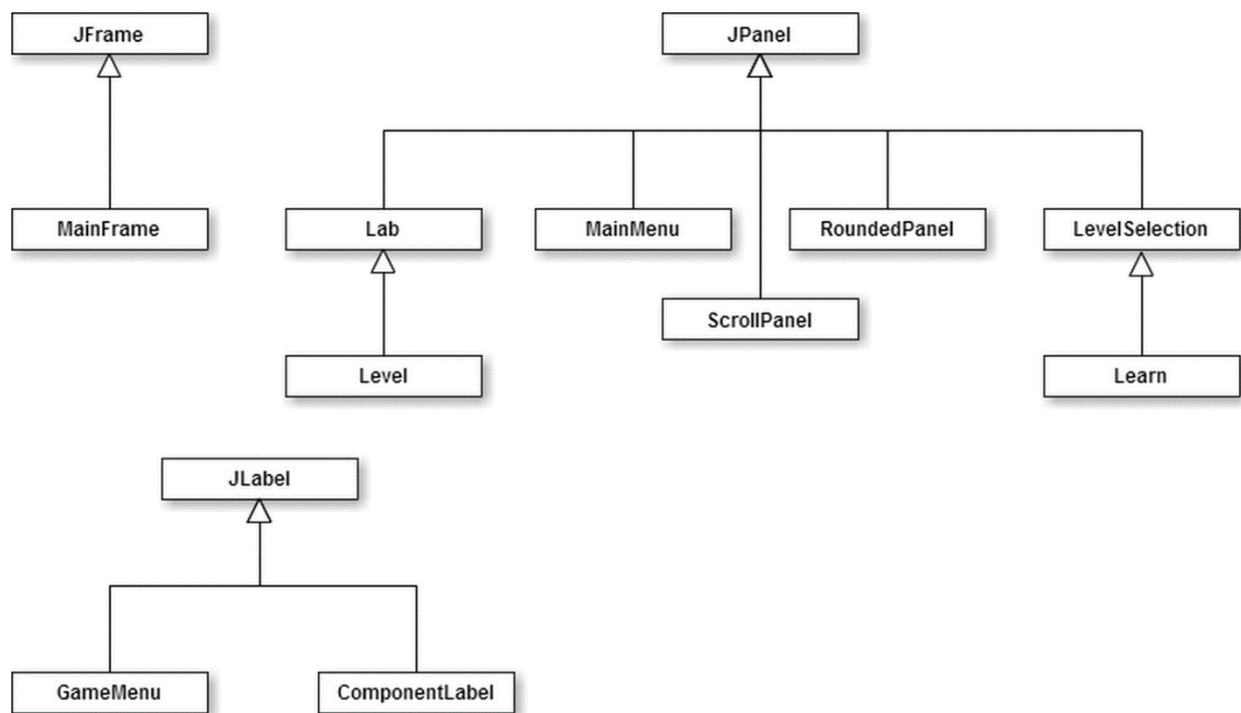 JFrame
JPanel
MainFrame
Lab
MainMenu
RoundedPanel
LevelSelection
ScrollPanel
Level
Learn
JLabel
GameMenu
ComponentLabel